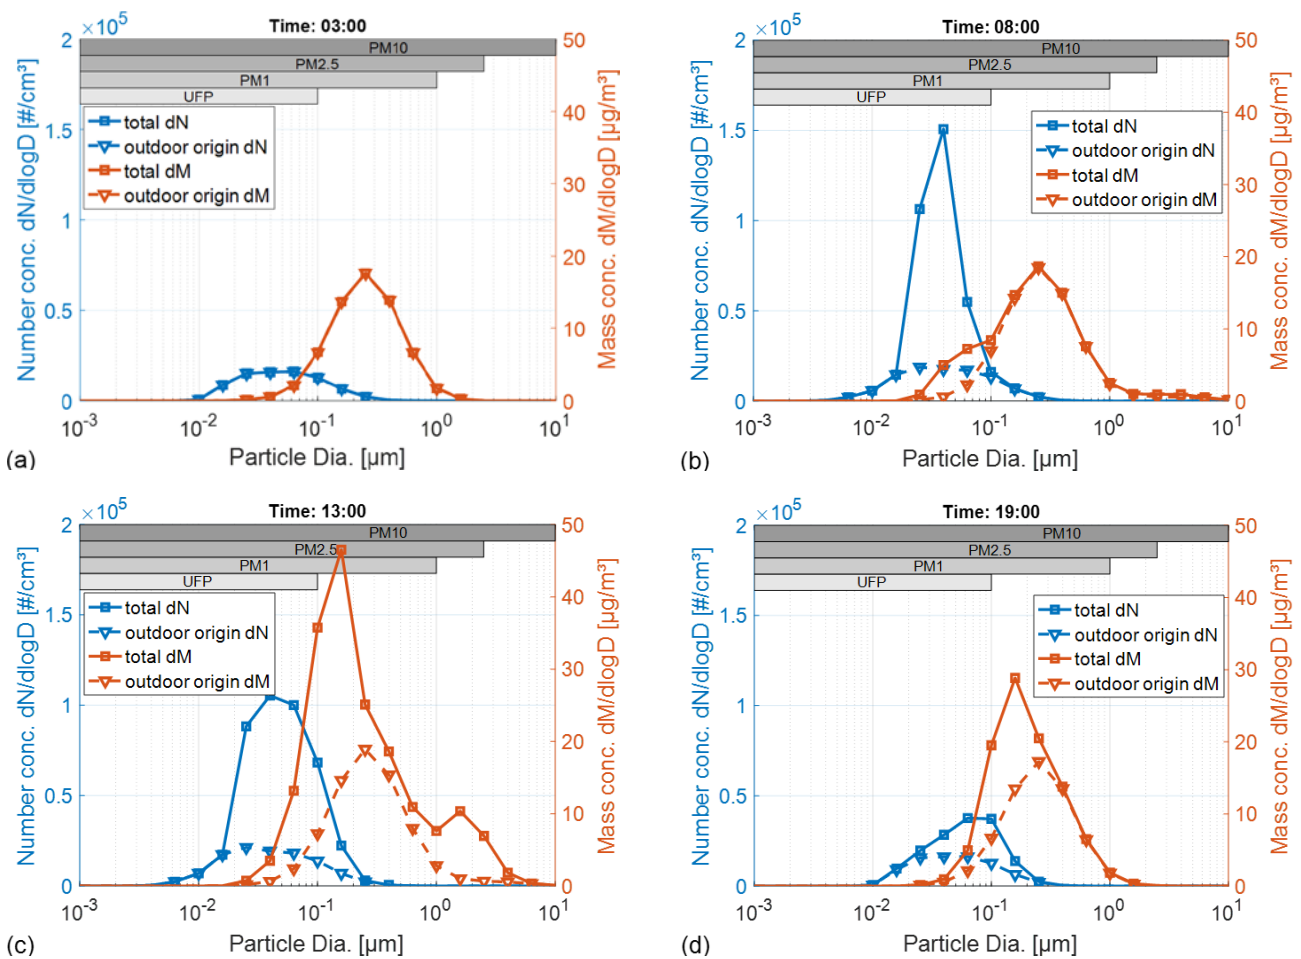 Time: 03:00
×10⁵
PM10
PM2.5
PM1
UFP
total dN
outdoor origin dN
total dM
outdoor origin dM
Number conc. dN/dlogD [#/cm³]
2
1.5
1
0.5
0
Mass conc. dM/dlogD [µg/m³]
50
40
30
20
10
0
10⁻³ 10⁻² 10⁻¹ 10⁰ 10¹
Particle Dia. [µm]
(a)
Time: 08:00
×10⁵
PM10
PM2.5
PM1
UFP
total dN
outdoor origin dN
total dM
outdoor origin dM
Number conc. dN/dlogD [#/cm³]
2
1.5
1
0.5
0
Mass conc. dM/dlogD [µg/m³]
50
40
30
20
10
0
10⁻³ 10⁻² 10⁻¹ 10⁰ 10¹
Particle Dia. [µm]
(b)
Time: 13:00
×10⁵
PM10
PM2.5
PM1
UFP
total dN
outdoor origin dN
total dM
outdoor origin dM
Number conc. dN/dlogD [#/cm³]
2
1.5
1
0.5
0
Mass conc. dM/dlogD [µg/m³]
50
40
30
20
10
0
10⁻³ 10⁻² 10⁻¹ 10⁰ 10¹
Particle Dia. [µm]
(c)
Time: 19:00
×10⁵
PM10
PM2.5
PM1
UFP
total dN
outdoor origin dN
total dM
outdoor origin dM
Number conc. dN/dlogD [#/cm³]
2
1.5
1
0.5
0
Mass conc. dM/dlogD [µg/m³]
50
40
30
20
10
0
10⁻³ 10⁻² 10⁻¹ 10⁰ 10¹
Particle Dia. [µm]
(d)